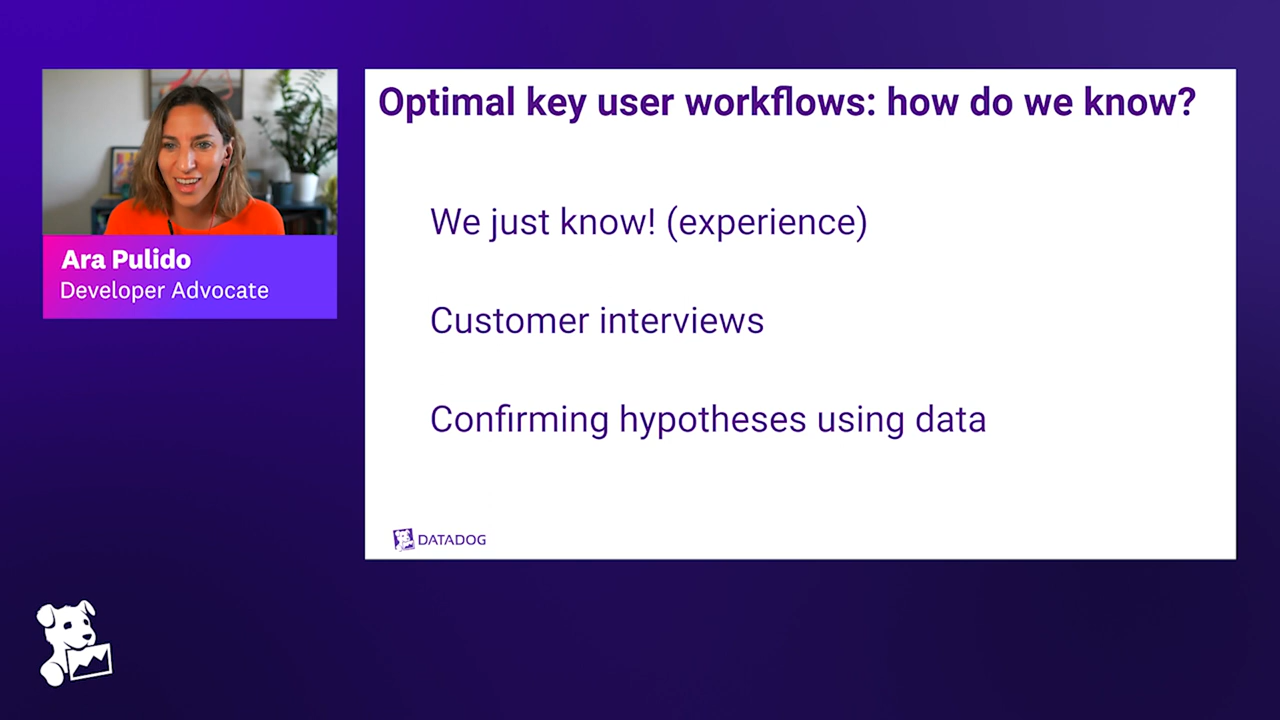 Optimal key user workflows: how do we know?
We just know! (experience)
Customer interviews
Confirming hypotheses using data
DATADOG
Ara Pulido
Developer Advocate